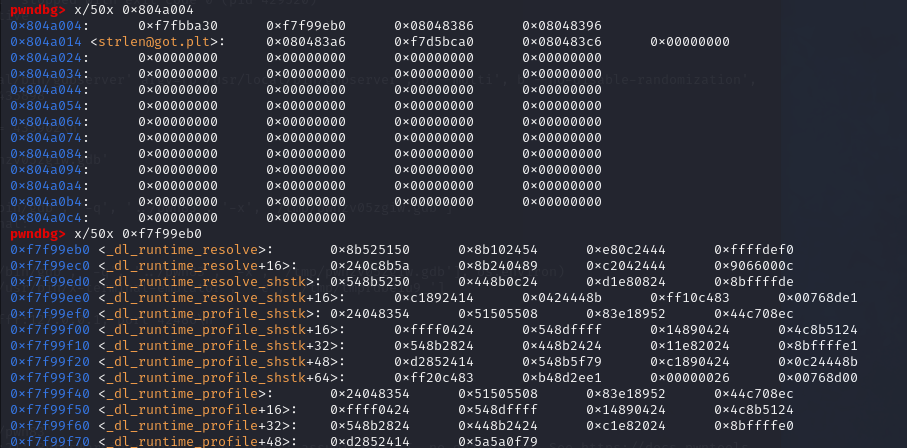 pwndbg> x/50x 0x804a004
0x804a004: 0xf7fbba30 0xf7f99eb0 0x08048386 0x08048396
0x804a014 <strlen@got.plt>: 0x080483a6 0xf7d5bca0 0x080483c6 0x00000000
0x804a024: 0x00000000 0x00000000 0x00000000 0x00000000
0x804a034: 0x00000000 0x00000000 0x00000000 0x00000000
0x804a044: 0x00000000 0x00000000 0x00000000 0x00000000
0x804a054: 0x00000000 0x00000000 0x00000000 0x00000000
0x804a064: 0x00000000 0x00000000 0x00000000 0x00000000
0x804a074: 0x00000000 0x00000000 0x00000000 0x00000000
0x804a084: 0x00000000 0x00000000 0x00000000 0x00000000
0x804a094: 0x00000000 0x00000000 0x00000000 0x00000000
0x804a0a4: 0x00000000 0x00000000 0x00000000 0x00000000
0x804a0b4: 0x00000000 0x00000000 0x00000000 0x00000000
0x804a0c4: 0x00000000 0x00000000
pwndbg> x/50x 0xf7f99eb0
0xf7f99eb0 <_dl_runtime_resolve>: 0x8b525150 0x8b102454 0xe80c2444 0xffffdef0
0xf7f99ec0 <_dl_runtime_resolve+16>: 0x240c8b5a 0x8b240489 0xc2042444 0x9066000c
0xf7f99ed0 <_dl_runtime_resolve_shstk>: 0x548b5250 0x448b0c24 0xd1e80824 0x8bffffde
0xf7f99ee0 <_dl_runtime_resolve_shstk+16>: 0xc1892414 0x0424448b 0xff10c483 0x00768de1
0xf7f99ef0 <_dl_runtime_profile_shstk>: 0x24048354 0x51505508 0x83e18952 0x44c708ec
0xf7f99f00 <_dl_runtime_profile_shstk+16>: 0xffff0424 0x548dffff 0x14890424 0x4c8b5124
0xf7f99f10 <_dl_runtime_profile_shstk+32>: 0x548b2824 0x448b2424 0x11e82024 0x8bffffe1
0xf7f99f20 <_dl_runtime_profile_shstk+48>: 0xd2852414 0x548b5f79 0xc1890424 0x0c24448b
0xf7f99f30 <_dl_runtime_profile_shstk+64>: 0xff20c483 0xb48d2ee1 0x00000026 0x00768d00
0xf7f99f40 <_dl_runtime_profile>: 0x24048354 0x51505508 0x83e18952 0x44c708ec
0xf7f99f50 <_dl_runtime_profile+16>: 0xffff0424 0x548dffff 0x14890424 0x4c8b5124
0xf7f99f60 <_dl_runtime_profile+32>: 0x548b2824 0x448b2424 0xc1e82024 0x8bffffe0
0xf7f99f70 <_dl_runtime_profile+48>: 0xd2852414 0x5a5a0f79